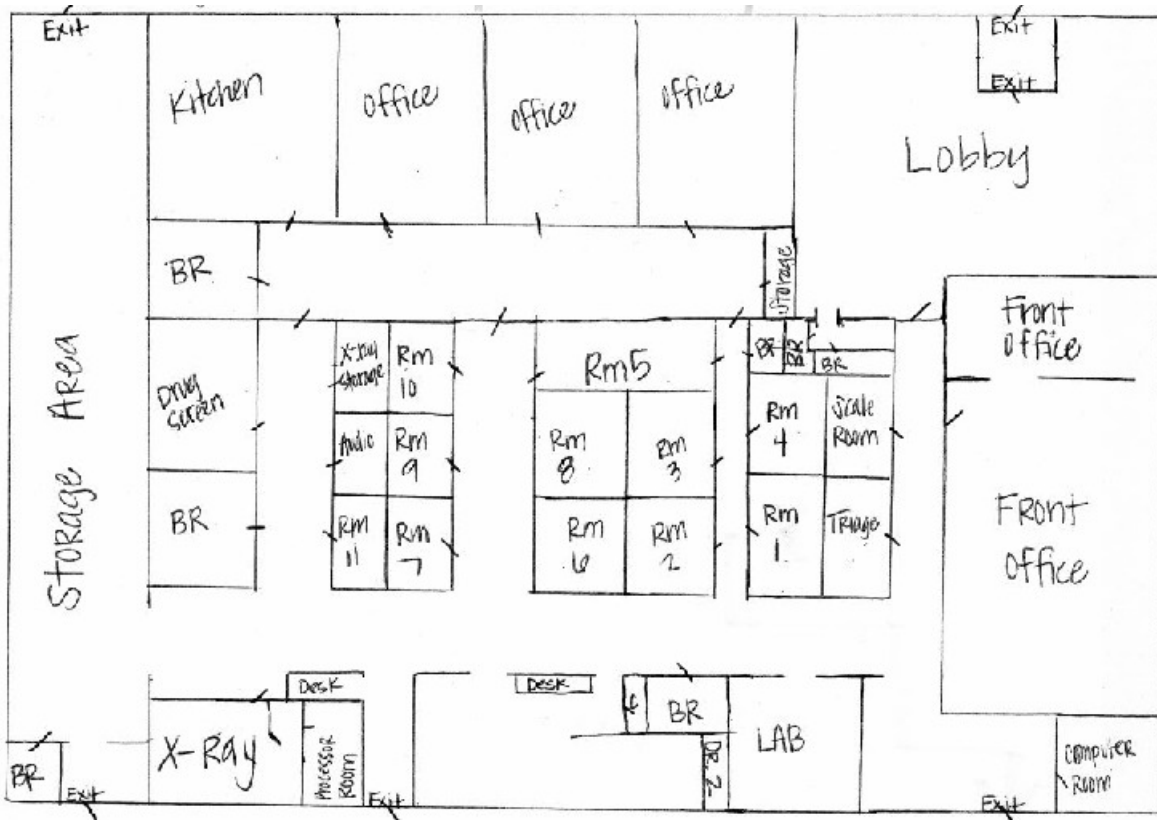 Exit
Exit
Exit
Kitchen
Office
Office
Office
Lobby
BR
Storage
Front
Office
X-Ray
Storage
Rm
10
Rm5
BR
BR
BR
Storage Area
Drug
Screen
Audio
Rm
9
Rm
8
Rm
3
Rm
4
Scale
Room
BR
Rm
11
Rm
7
Rm
6
Rm
2
Rm
1
Triage
Front
Office
Desk
Desk
BR
LAB
X-Ray
Processor
Room
DR. 2
Computer
Room
BR
Exit
Exit
Exit